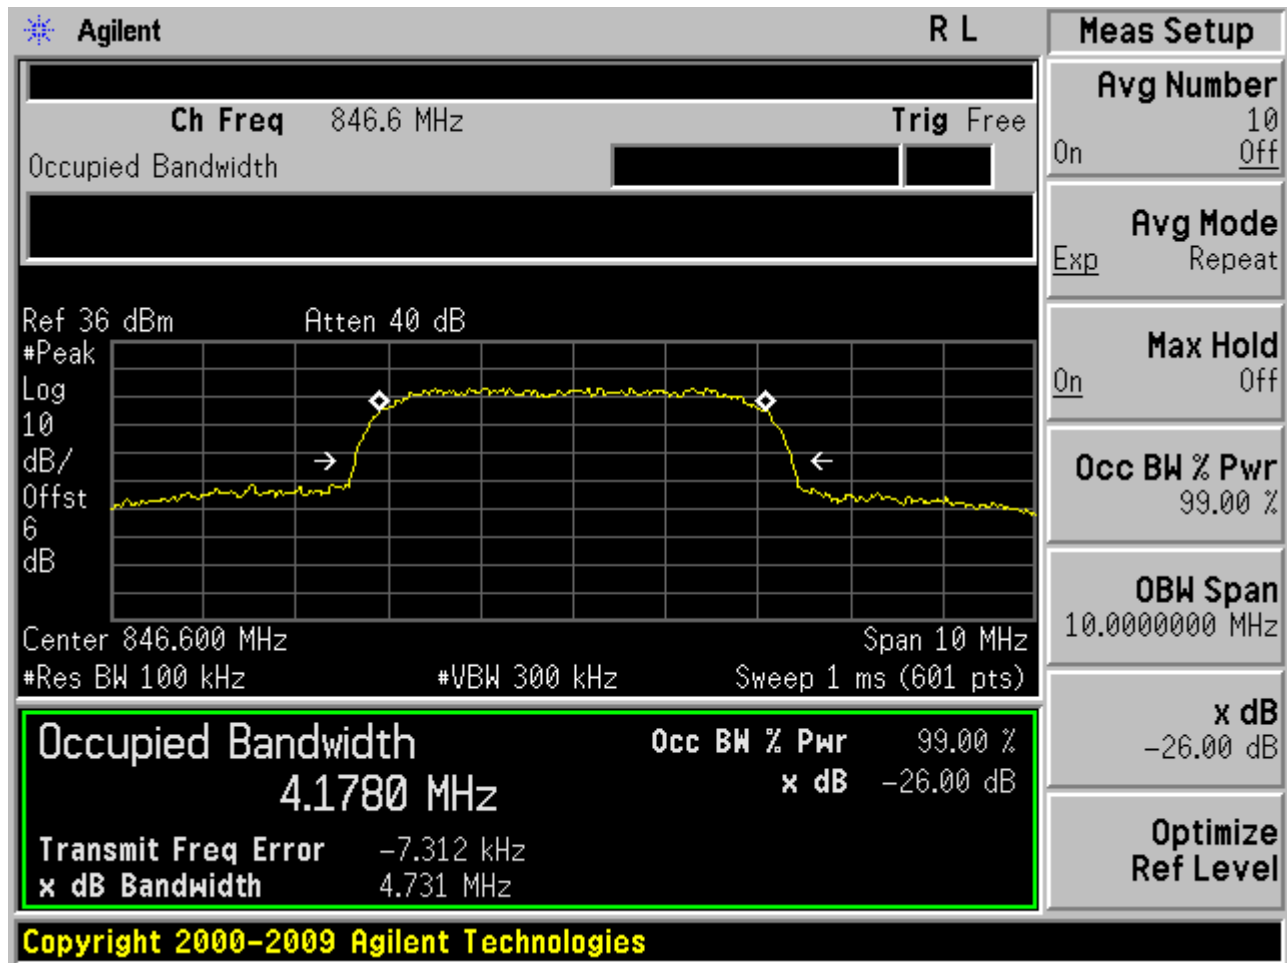 Agilent R L
Ch Freq 846.6 MHz Trig Free
Occupied Bandwidth
Ref 36 dBm Atten 40 dB
#Peak
Log
10
dB/
Offst
6
dB
Center 846.600 MHz Span 10 MHz
#Res BW 100 kHz #VBW 300 kHz Sweep 1 ms (601 pts)
Occupied Bandwidth Occ BW % Pwr 99.00 %
4.1780 MHz x dB -26.00 dB
Transmit Freq Error -7.312 kHz
x dB Bandwidth 4.731 MHz
Copyright 2000-2009 Agilent Technologies
Meas Setup
Avg Number
10
On Off
Avg Mode
Exp Repeat
Max Hold
On Off
Occ BW % Pwr
99.00 %
OBW Span
10.0000000 MHz
x dB
-26.00 dB
Optimize
Ref Level